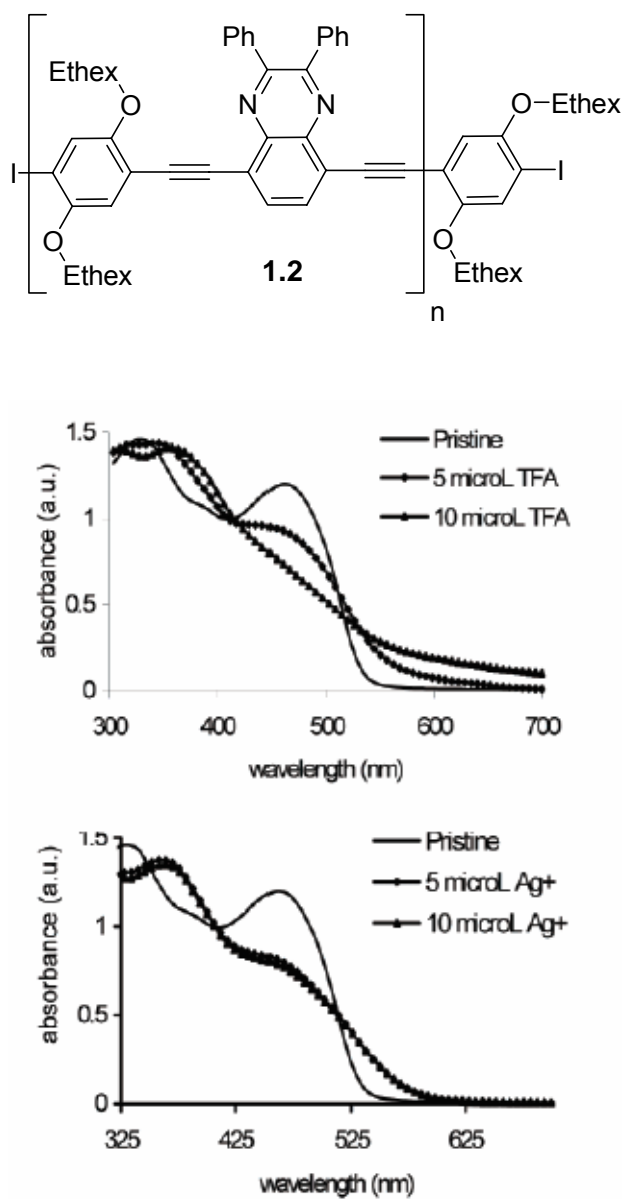 Ph Ph
Ethex
O N N O Ethex
I I
O O
Ethex Ethex
1.2
n
absorbance (a.u.)
1.5
1
0.5
0
Pristine
5 microL TFA
10 microL TFA
300 400 500 600 700
wavelength (nm)
absorbance (a.u.)
1.5
1
0.5
0
Pristine
5 microL Ag+
10 microL Ag+
325 425 525 625
wavelength (nm)